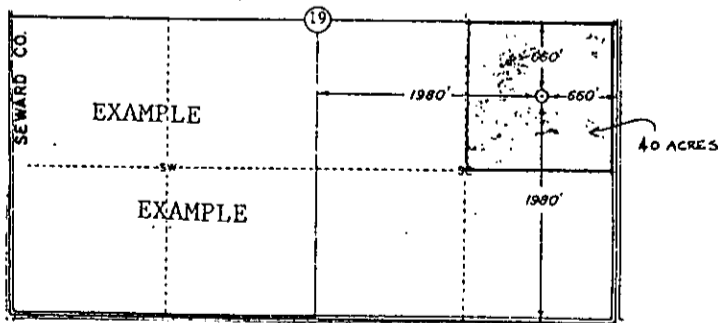 19
SEWARD CO.
660'
EXAMPLE
1980'
660'
40 ACRES
SW
SE
EXAMPLE
1980'